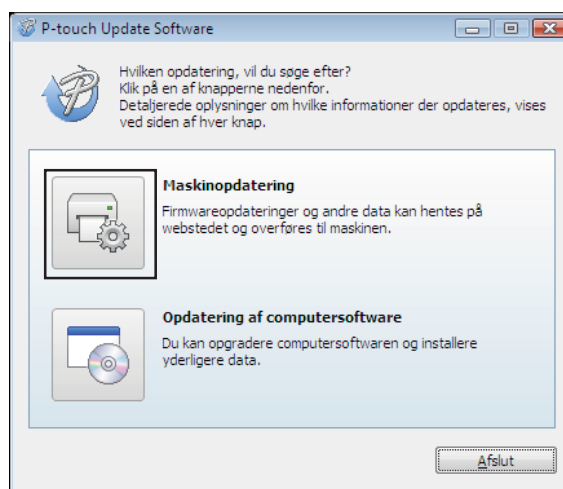 P-touch Update Software
Hvilken opdatering, vil du søge efter?
Klik på en af knapperne nedenfor.
Detaljerede oplysninger om hvilke informationer der opdateres, vises
ved siden af hver knap.
Maskinopdatering
Firmwareopdateringer og andre data kan hentes på
webstedet og overføres til maskinen.
Opdatering af computersoftware
Du kan opgradere computersoftwaren og installere
yderligere data.
Afslut